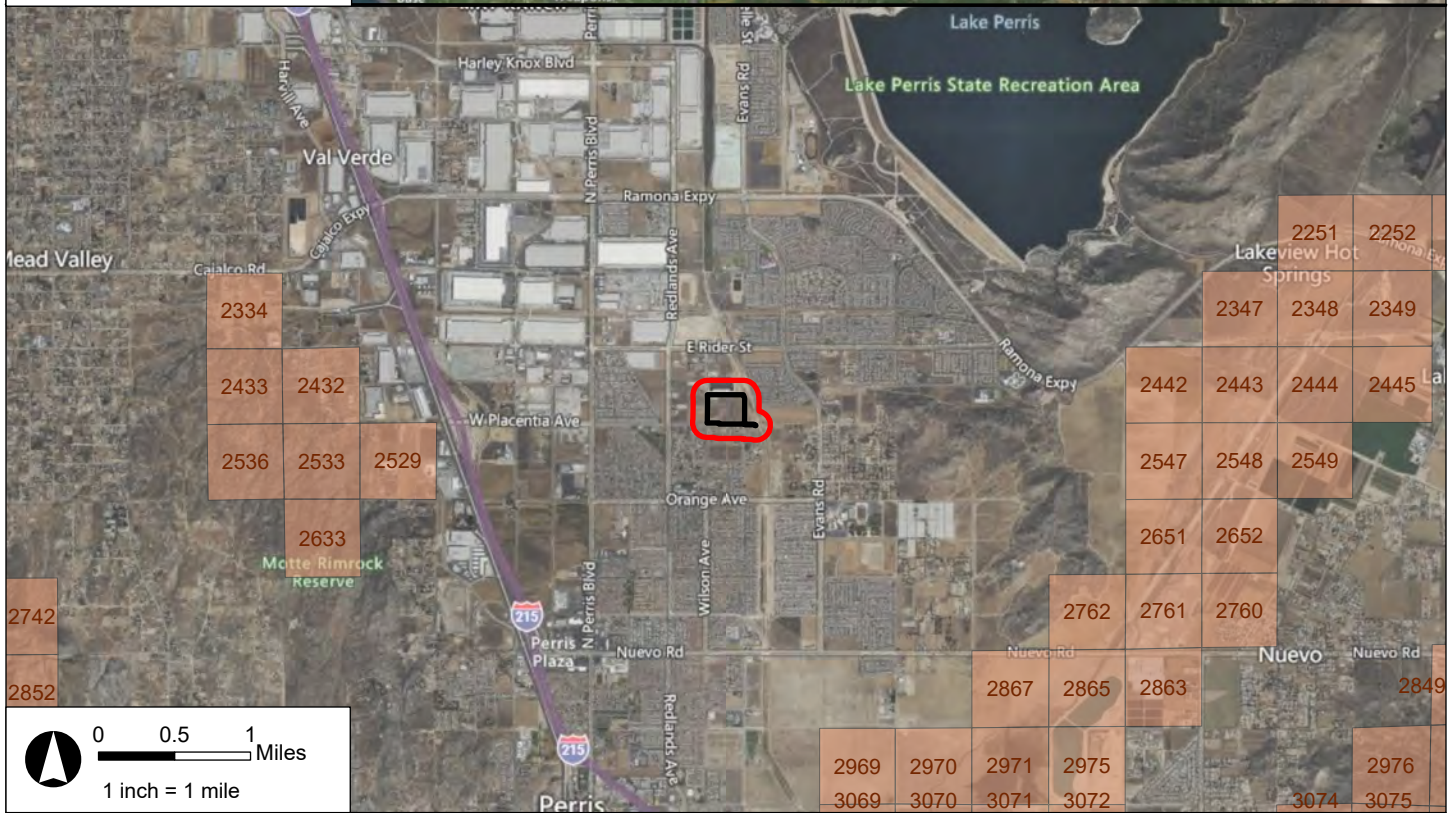 Lake Perris
Harley Knox Blvd
Lake Perris State Recreation Area
Harvill Ave
Evans Rd
N Perris Blvd
Val Verde
Ramona Expy
Cajalco Expy
2251
2252
Redlands Ave
Lakeview Hot
Springs
Mead Valley
Cajalco Rd
2334
2347
2348
2349
E Rider St
Ramona Expy
2433
2432
2442
2443
2444
2445
W Placentia Ave
2536
2533
2529
2547
2548
2549
Orange Ave
Evans Rd
2633
2651
2652
Motte Rimrock
Reserve
Wilson Ave
N Perris Blvd
2742
215
2762
2761
2760
Perris
Plaza
Nuevo Rd
Nuevo Rd
Nuevo
Nuevo Rd
2852
2867
2865
2863
2849
Redlands Ave
0 0.5 1
Miles
1 inch = 1 mile
215
2969
2970
2971
2975
2976
Perris
3069
3070
3071
3072
3074
3075